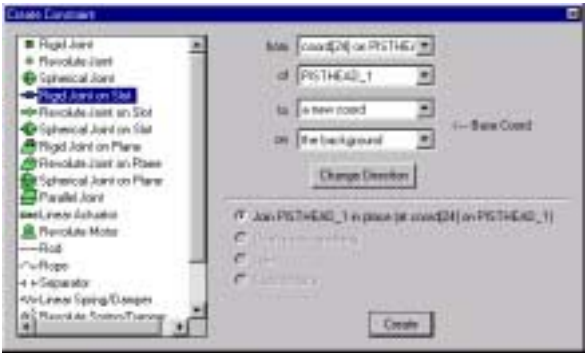 Create Constraint
Rigid Joint
Revolute Joint
Spherical Joint
Rigid Joint on Slot
Revolute Joint on Slot
Spherical Joint on Slot
Rigid Joint on Plane
Revolute Joint on Plane
Spherical Joint on Plane
Parallel Joint
Linear Actuator
Revolute Motor
Rod
Rope
Separator
Linear Spring/Damper
Revolute Spring/Damper
from coord[24] on PISTHEA
of PISTHEAD_1
to a new coord
on the background
<--- Base Coord
Change Direction
Join PISTHEAD_1 in place (at coord[24] on PISTHEAD_1)
Create